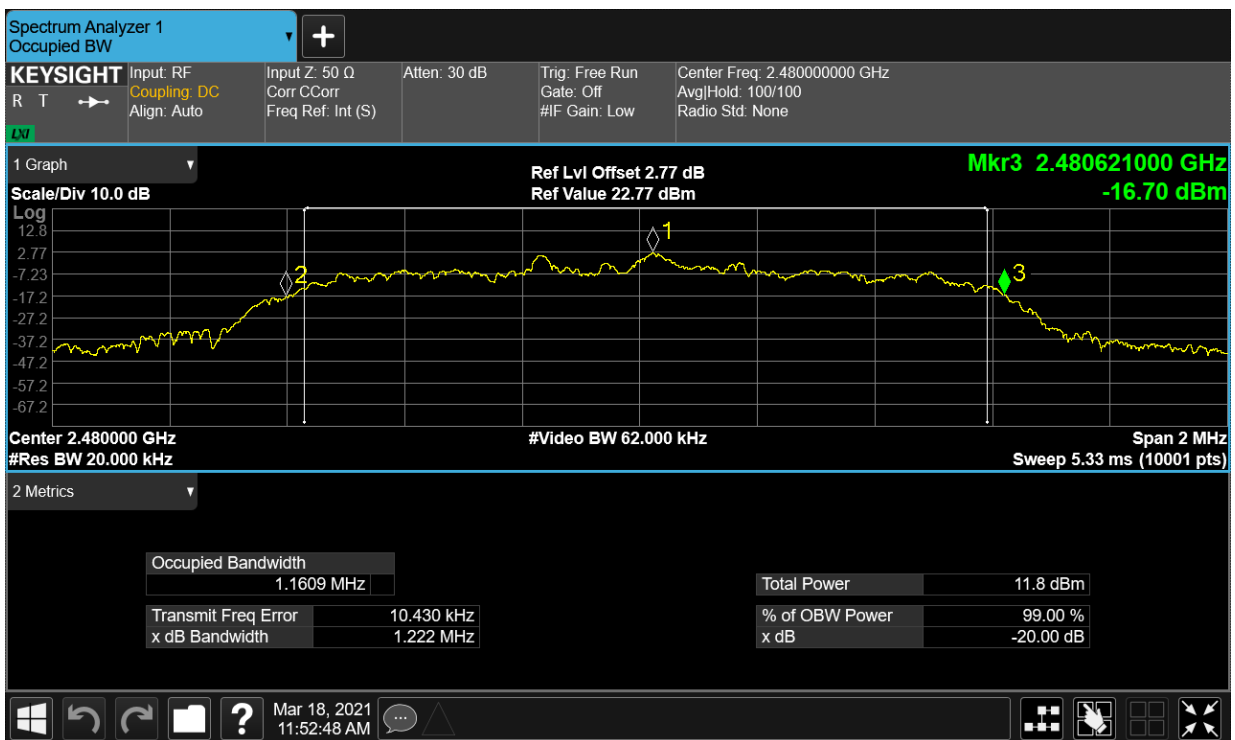 Spectrum Analyzer 1
Occupied BW
▼
+
KEYSIGHT Input: RF Input Z: 50 Ω Atten: 30 dB Trig: Free Run Center Freq: 2.480000000 GHz
R T Coupling: DC Corr CCorr Gate: Off Avg|Hold: 100/100
Align: Auto Freq Ref: Int (S) #IF Gain: Low Radio Std: None
LXI
1 Graph ▼ Ref Lvl Offset 2.77 dB Mkr3 2.480621000 GHz
Scale/Div 10.0 dB Ref Value 22.77 dBm -16.70 dBm
Log
12.8
2.77
-7.23
-17.2
-27.2
-37.2
-47.2
-57.2
-67.2
1
2
3
Center 2.480000 GHz #Video BW 62.000 kHz Span 2 MHz
#Res BW 20.000 kHz Sweep 5.33 ms (10001 pts)
2 Metrics ▼
Occupied Bandwidth
1.1609 MHz Total Power 11.8 dBm
Transmit Freq Error 10.430 kHz % of OBW Power 99.00 %
x dB Bandwidth 1.222 MHz x dB -20.00 dB
? Mar 18, 2021
11:52:48 AM